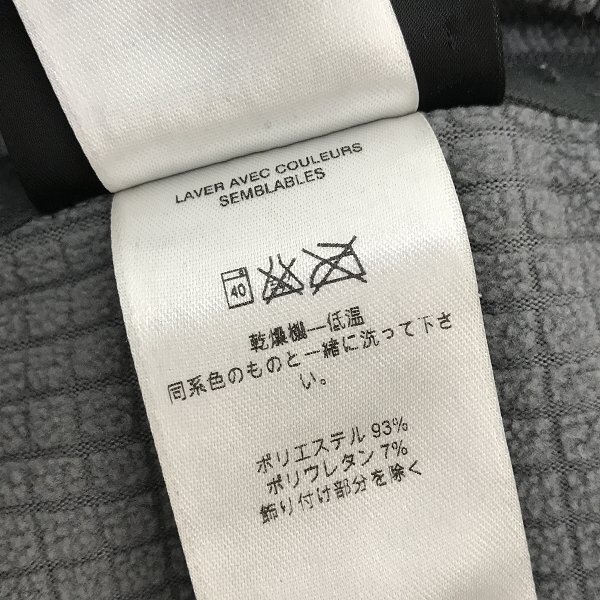 LAVER AVEC COULEURS
SEMBLABLES
40
乾燥機ー低温
同系色のものと一緒に洗って下さ
い。
ポリエステル 93%
ポリウレタン 7%
飾り付け部分を除く